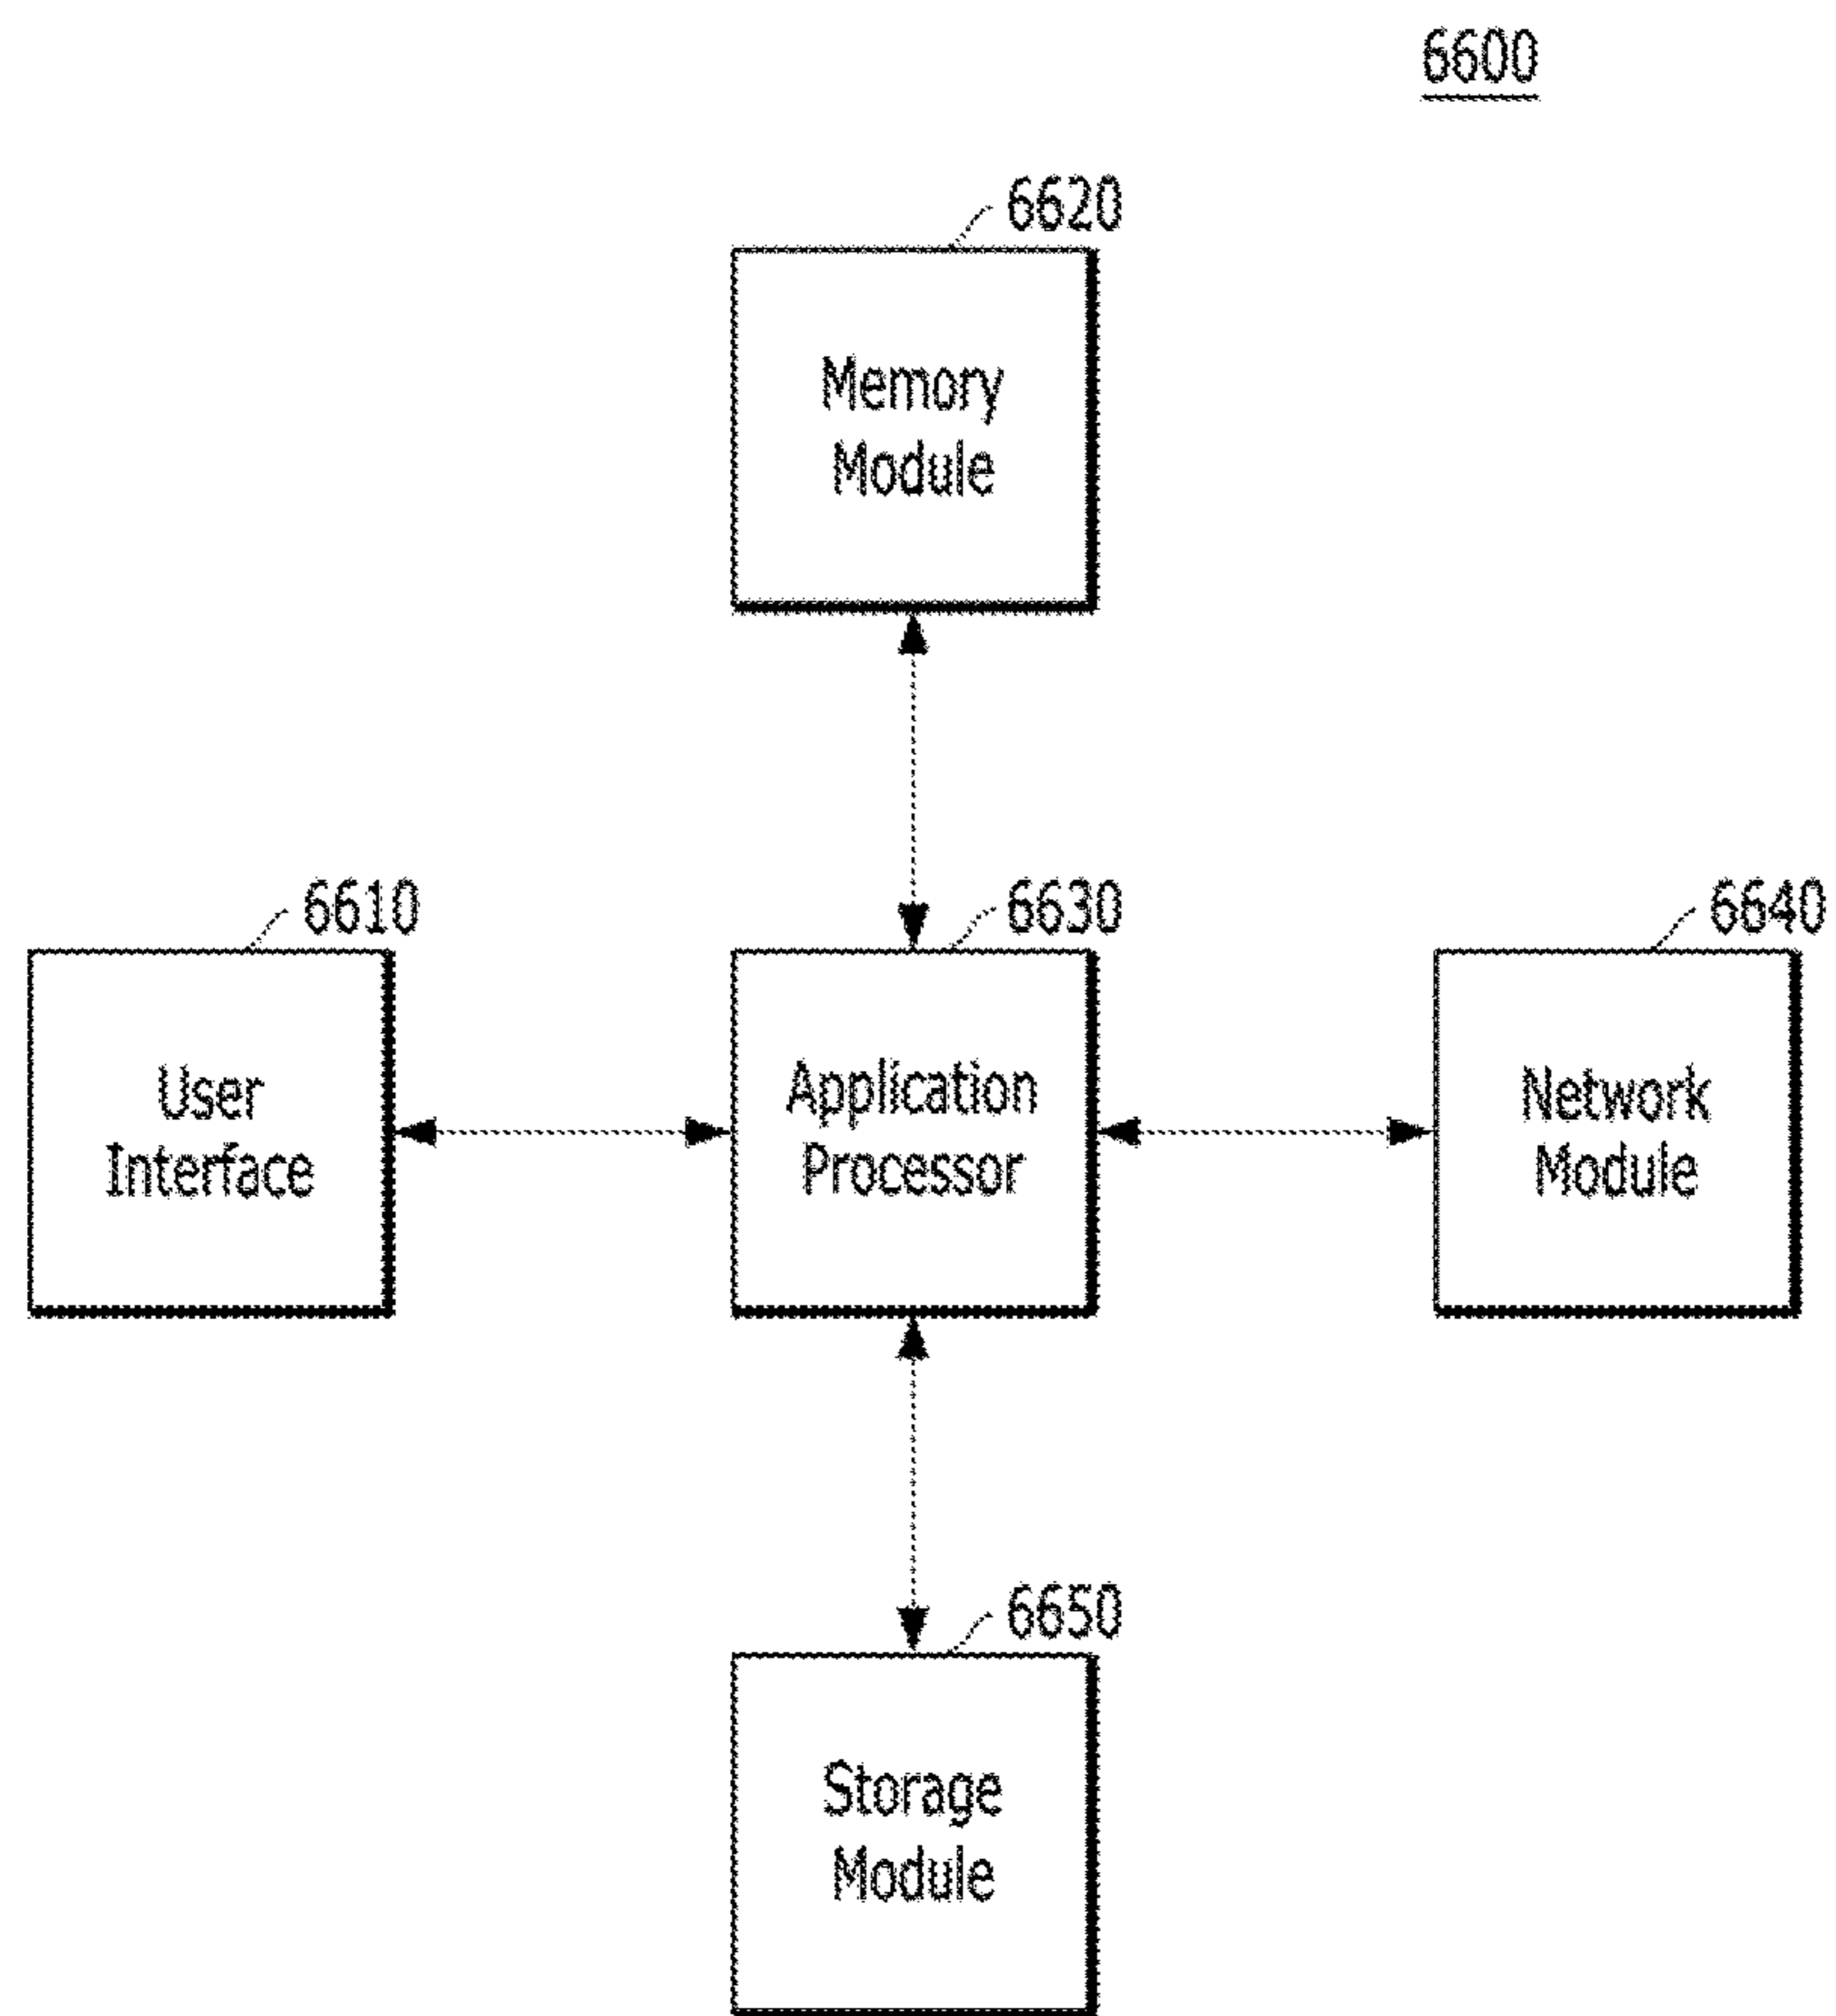 6600
6620
Memory
Module
6610
6630
6640
User
Interface
Application
Processor
Network
Module
6650
Storage
Module